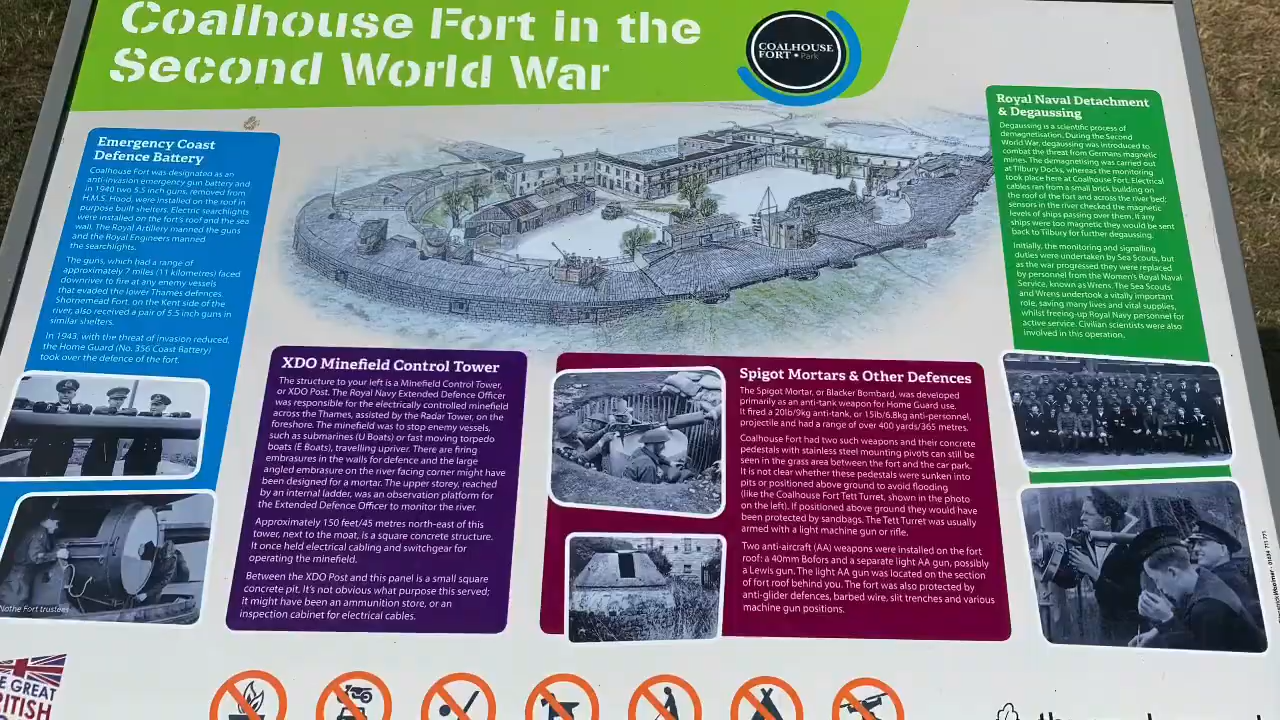 Coalhouse Fort in the
Second World War
COALHOUSE
FORT • Park
Emergency Coast
Defence Battery
Coalhouse Fort was designated as an
anti-invasion emergency gun battery and
in 1940 two 5.5 inch guns, removed from
H.M.S. Hood, were installed on the roof in
purpose built shelters. Electric searchlights
were installed on the fort's roof and the sea
wall. The Royal Artillery manned the guns
and the Royal Engineers manned
the searchlights.
The guns, which had a range of
approximately 7 miles (11 kilometres) faced
downriver to fire at any enemy vessels
that evaded the lower Thames defences.
Shornemead Fort, on the Kent side of the
river, also received a pair of 5.5 inch guns in
similar shelters.
In 1943, with the threat of invasion reduced,
the Home Guard (No. 356 Coast Battery)
took over the defence of the fort.
Nothe Fort trustees
XDO Minefield Control Tower
The structure to your left is a Minefield Control Tower,
or XDO Post. The Royal Navy Extended Defence Officer
was responsible for the electrically controlled minefield
across the Thames, assisted by the Radar Tower, on the
foreshore. The minefield was to stop enemy vessels,
such as submarines (U Boats) or fast moving torpedo
boats (E Boats), travelling upriver. There are firing
embrasures in the walls for defence and the large
angled embrasure on the river facing corner might have
been designed for a mortar. The upper storey, reached
by an internal ladder, was an observation platform for
the Extended Defence Officer to monitor the river.
Approximately 150 feet/45 metres north-east of this
tower, next to the moat, is a square concrete structure.
It once held electrical cabling and switchgear for
operating the minefield.
Between the XDO Post and this panel is a small square
concrete pit. It's not obvious what purpose this served;
it might have been an ammunition store, or an
inspection cabinet for electrical cables.
Spigot Mortars & Other Defences
The Spigot Mortar, or Blacker Bombard, was developed
primarily as an anti-tank weapon for Home Guard use.
It fired a 20lb/9kg anti-tank, or 15lb/6.8kg anti-personnel,
projectile and had a range of over 400 yards/365 metres.
Coalhouse Fort had two such weapons and their concrete
pedestals with stainless steel mounting pivots can still be
seen in the grass area between the fort and the car park.
It is not clear whether these pedestals were sunken into
pits or positioned above ground to avoid flooding
(like the Coalhouse Fort Tett Turret, shown in the photo
on the left). If positioned above ground they would have
been protected by sandbags. The Tett Turret was usually
armed with a light machine gun or rifle.
Two anti-aircraft (AA) weapons were installed on the fort
roof: a 40mm Bofors and a separate light AA gun, possibly
a Lewis gun. The light AA gun was located on the section
of fort roof behind you. The fort was also protected by
anti-glider defences, barbed wire, slit trenches and various
machine gun positions.
Royal Naval Detachment
& Degaussing
Degaussing is a scientific process of
demagnetisation. During the Second
World War, degaussing was introduced to
combat the threat from Germans magnetic
mines. The demagnetising was carried out
at Tilbury Docks, whereas the monitoring
took place here at Coalhouse Fort. Electrical
cables ran from a small brick building on
the roof of the fort and across the river bed;
sensors in the river checked the magnetic
levels of ships passing over them. If any
ships were too magnetic they would be sent
back to Tilbury for further degaussing.
Initially, the monitoring and signalling
duties were undertaken by Sea Scouts, but
as the war progressed they were replaced
by personnel from the Women's Royal Naval
Service, known as Wrens. The Sea Scouts
and Wrens undertook a vitally important
role, saving many lives and vital supplies,
whilst freeing-up Royal Navy personnel for
active service. Civilian scientists were also
involved in this operation.
E GREAT
RITISH